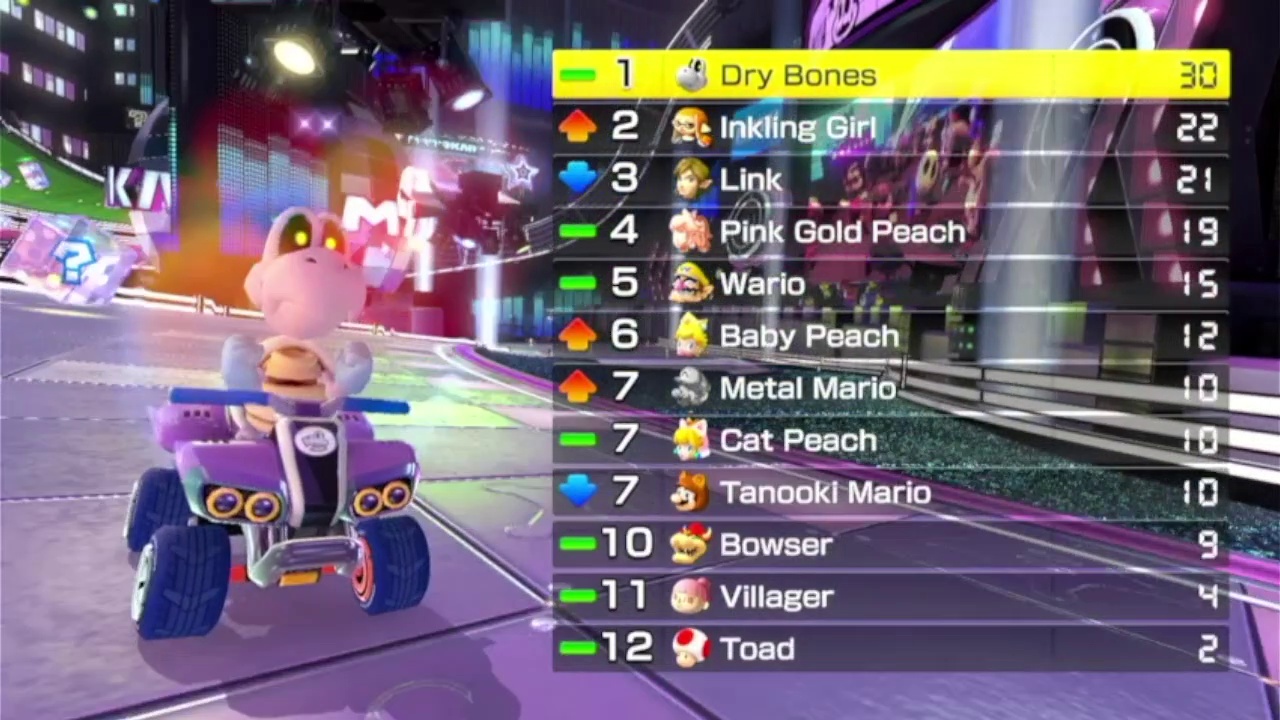 1 Dry Bones 30
2 Inkling Girl 22
3 Link 21
4 Pink Gold Peach 19
5 Wario 15
6 Baby Peach 12
7 Metal Mario 10
7 Cat Peach 10
7 Tanooki Mario 10
10 Bowser 9
11 Villager 4
12 Toad 2
?
?